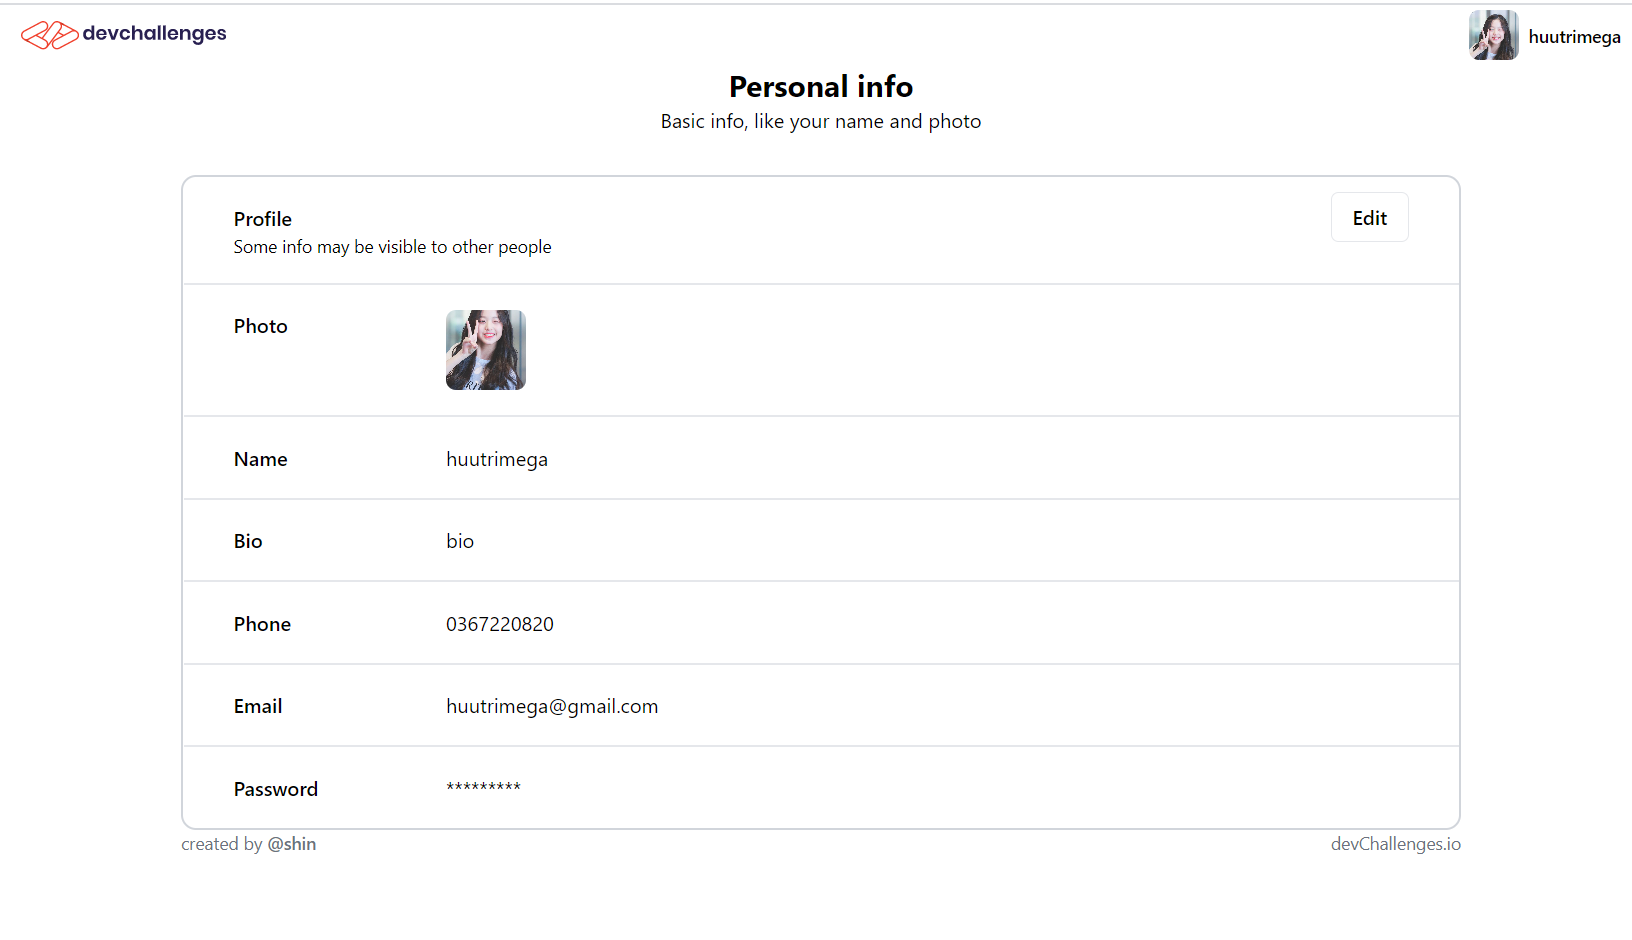 devchallenges
huutrimega
Personal info
Basic info, like your name and photo
Profile
Some info may be visible to other people
Edit
Photo
Name
huutrimega
Bio
bio
Phone
0367220820
Email
huutrimega@gmail.com
Password
*********
created by @shin
devChallenges.io